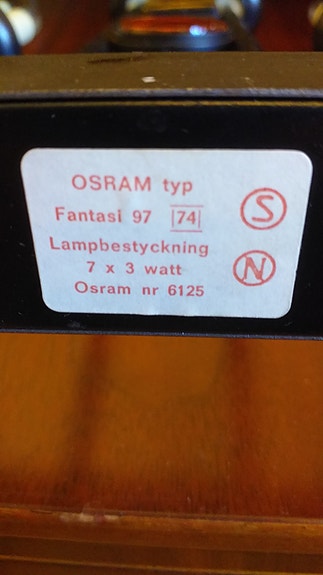 OSRAM typ
Fantasi 97 |74|
Lampbestyckning
7 x 3 watt
Osram nr 6125
S
N